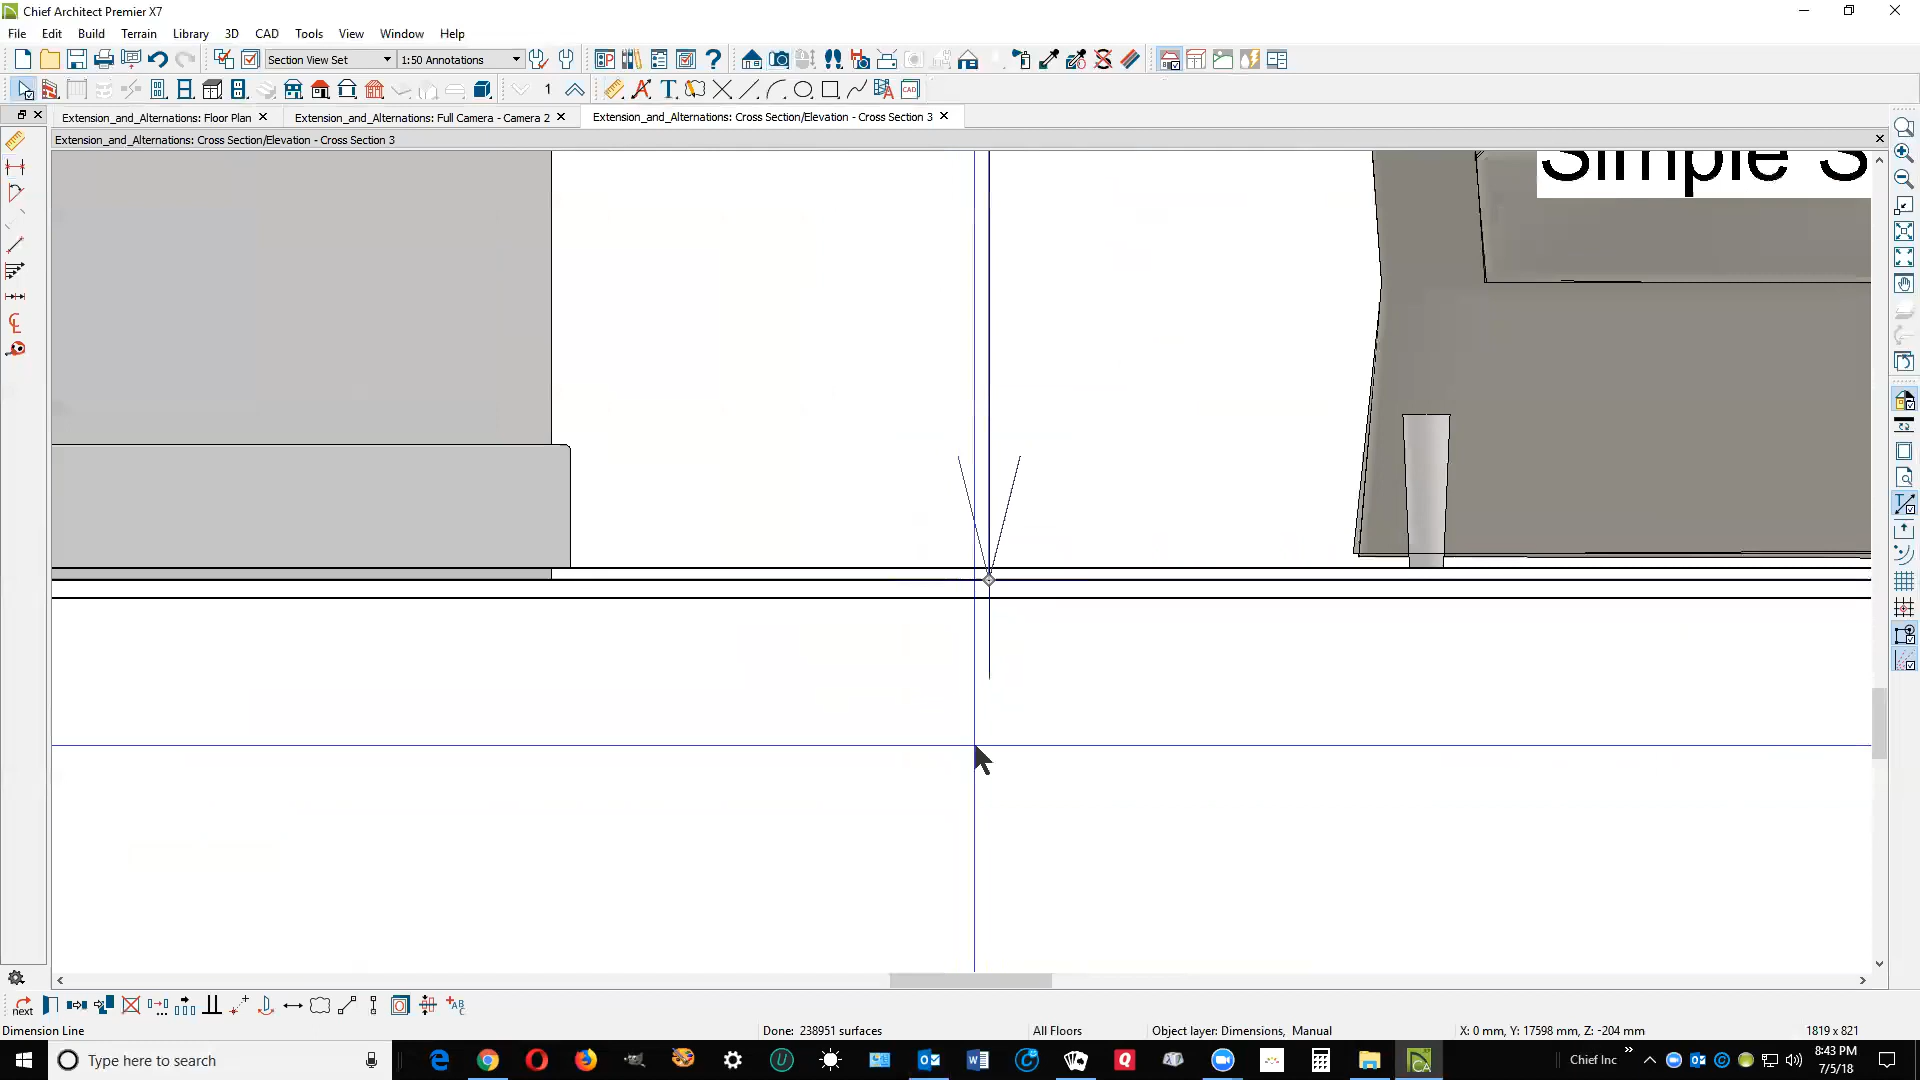 Chief Architect Premier X7
File Edit Build Terrain Library 3D CAD Tools View Window Help
Section View Set 1:50 Annotations
1
Extension_and_Alternations: Floor Plan Extension_and_Alternations: Full Camera - Camera 2 Extension_and_Alternations: Cross Section/Elevation - Cross Section 3
Extension_and_Alternations: Cross Section/Elevation - Cross Section 3
Simple S
next
Dimension Line Done: 238951 surfaces All Floors Object layer: Dimensions, Manual X: 0 mm, Y: 17598 mm, Z: -204 mm 1819 x 821
Type here to search
Chief Inc
8:43 PM
7/5/18